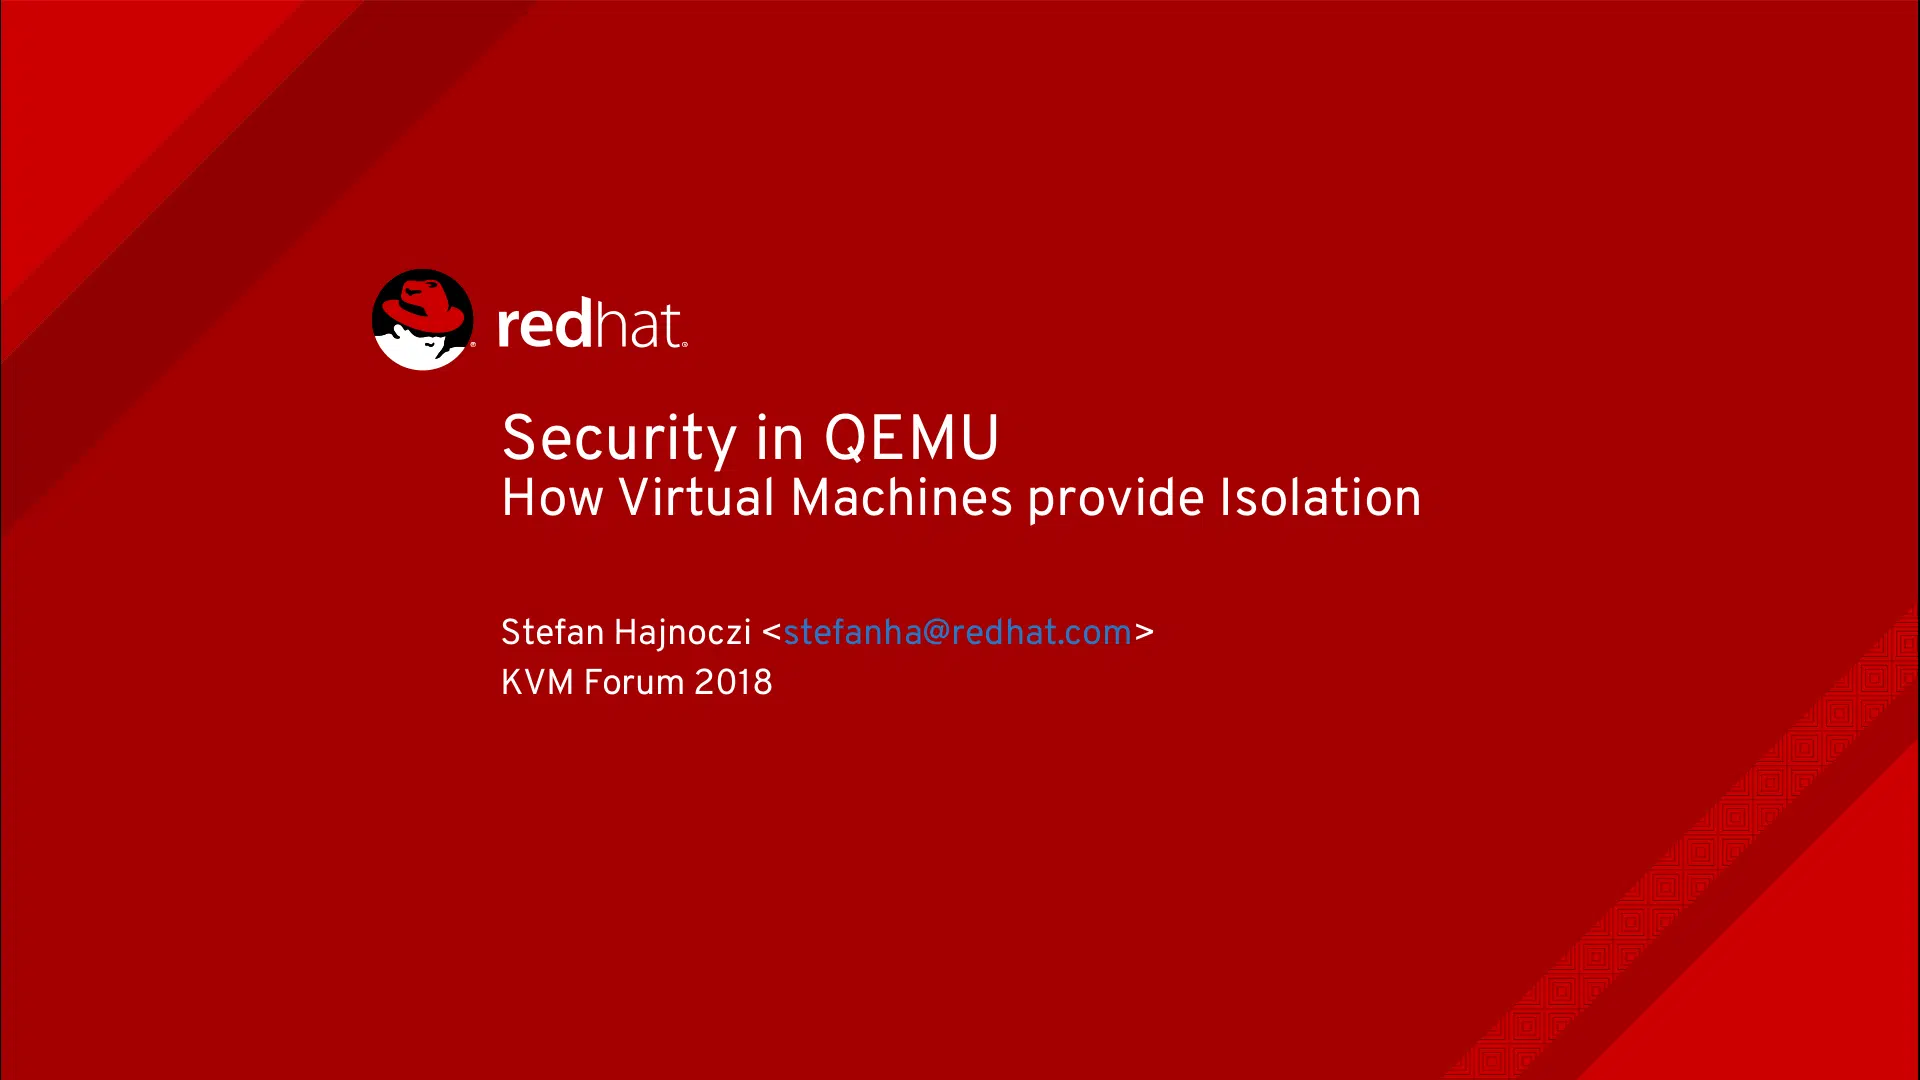 redhat.
Security in QEMU
How Virtual Machines provide Isolation
Stefan Hajnoczi <stefanha@redhat.com>
KVM Forum 2018